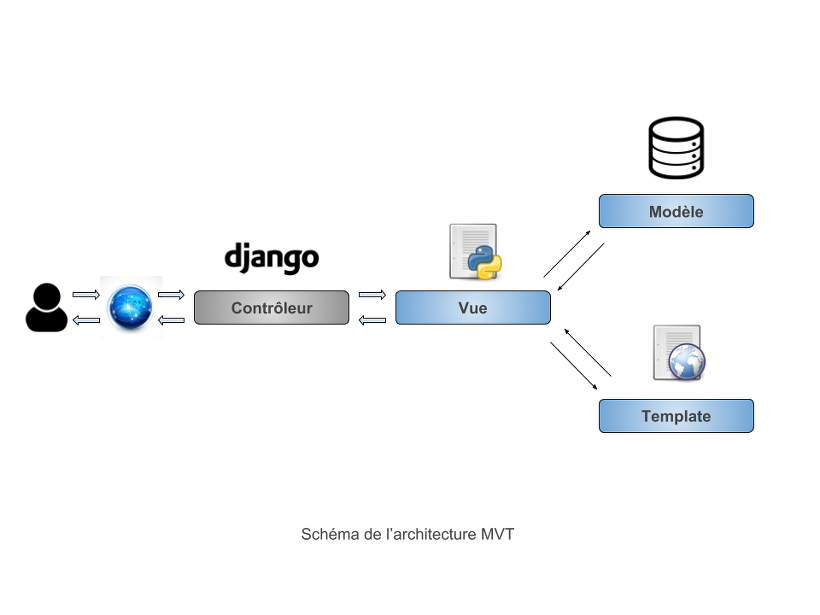 django
Contrôleur
Vue
Modèle
Template
Schéma de l'architecture MVT